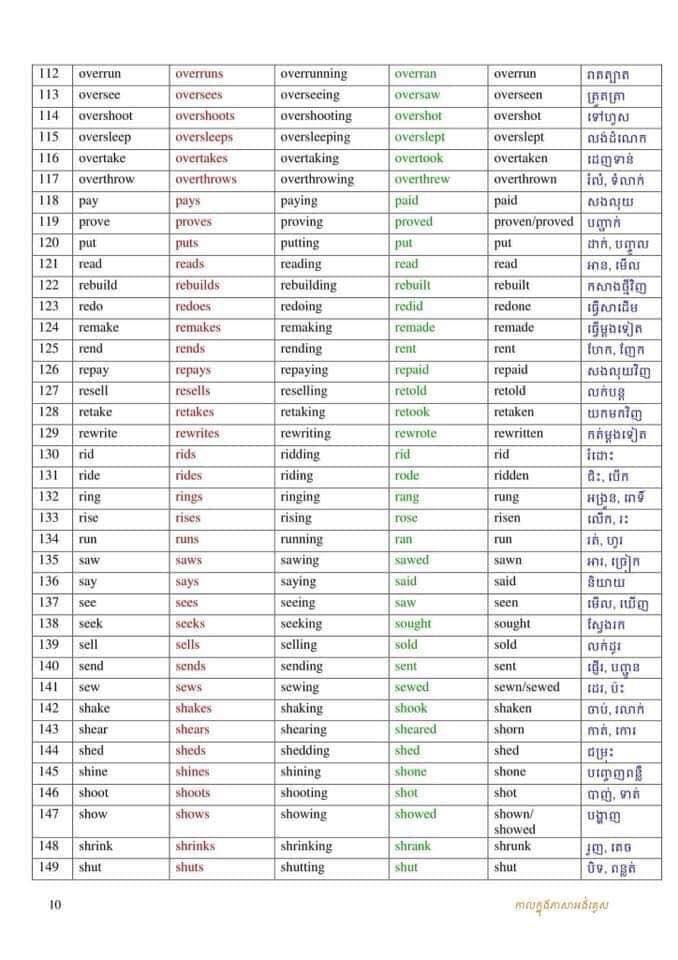 112 overrun overruns overrunning overran overrun រាតត្បាត
113 oversee oversees overseeing oversaw overseen ត្រួតត្រា
114 overshoot overshoots overshooting overshot overshot ទៅហួស
115 oversleep oversleeps oversleeping overslept overslept លង់ដំណេក
116 overtake overtakes overtaking overtook overtaken ដេញទាន់
117 overthrow overthrows overthrowing overthrew overthrown រំលំ, ទំលាក់
118 pay pays paying paid paid សងលុយ
119 prove proves proving proved proven/proved បញ្ជាក់
120 put puts putting put put ដាក់, បញ្ចូល
121 read reads reading read read អាន, មើល
122 rebuild rebuilds rebuilding rebuilt rebuilt កសាងថ្មីវិញ
123 redo redoes redoing redid redone ធ្វើសាដើម
124 remake remakes remaking remade remade ធ្វើម្ដងទៀត
125 rend rends rending rent rent ហែក, ញែក
126 repay repays repaying repaid repaid សងលុយវិញ
127 resell resells reselling retold retold លក់បន្ត
128 retake retakes retaking retook retaken យកមកវិញ
129 rewrite rewrites rewriting rewrote rewritten កត់ម្ដងទៀត
130 rid rids ridding rid rid រំដោះ
131 ride rides riding rode ridden ជិះ, បើក
132 ring rings ringing rang rung អង្រួន, រោទិ៍
133 rise rises rising rose risen លើក, រះ
134 run runs running ran run រត់, ហូរ
135 saw saws sawing sawed sawn អារ, ច្រៀក
136 say says saying said said និយាយ
137 see sees seeing saw seen មើល, ឃើញ
138 seek seeks seeking sought sought ស្វែងរក
139 sell sells selling sold sold លក់ដូរ
140 send sends sending sent sent ផ្ញើរ, បញ្ជូន
141 sew sews sewing sewed sewn/sewed ដេរ, ប៉ះ
142 shake shakes shaking shook shaken ចាប់, រលាក់
143 shear shears shearing sheared shorn កាត់, កោរ
144 shed sheds shedding shed shed ជម្រុះ
145 shine shines shining shone shone បញ្ចេញពន្លឺ
146 shoot shoots shooting shot shot បាញ់, ទាត់
147 show shows showing showed shown/ បង្ហាញ
showed
148 shrink shrinks shrinking shrank shrunk រួញ, គេច
149 shut shuts shutting shut shut បិទ, ពន្លត់
10 កាលក្នុងភាសាអង់គ្លេស